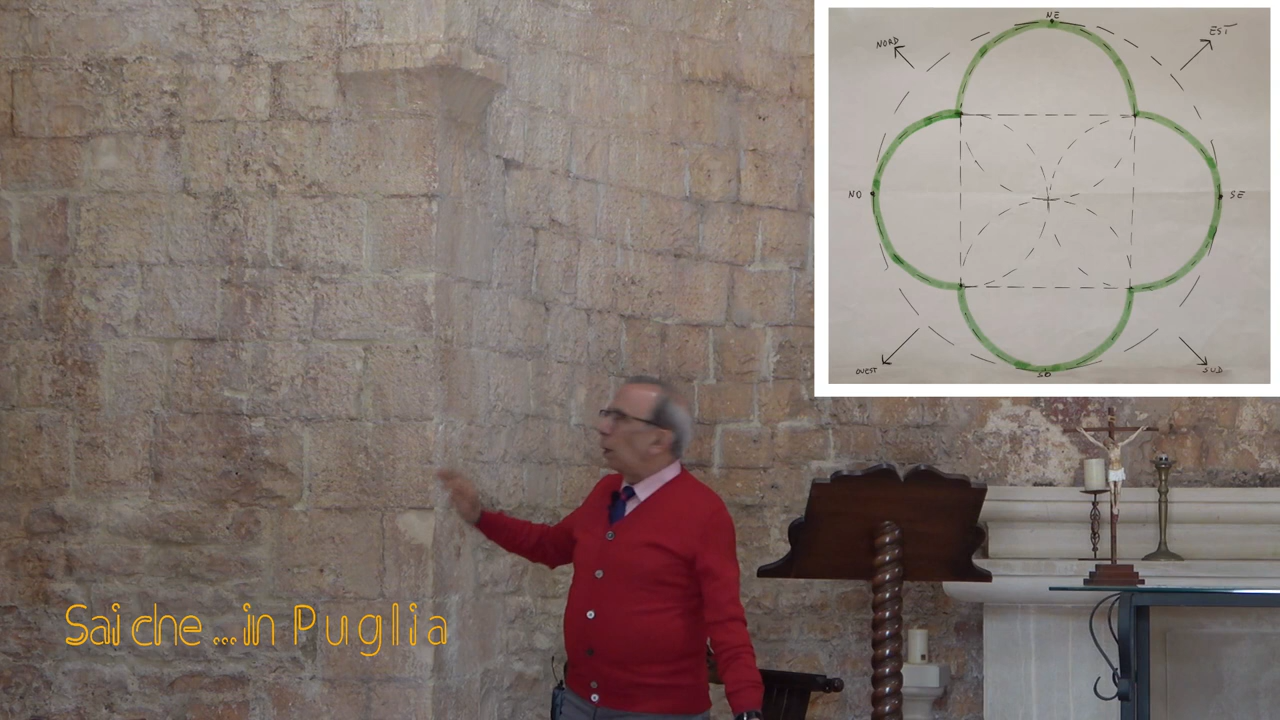 NE
NORD
EST
NO
SE
OVEST
SUD
SO
Sai che ... in Puglia